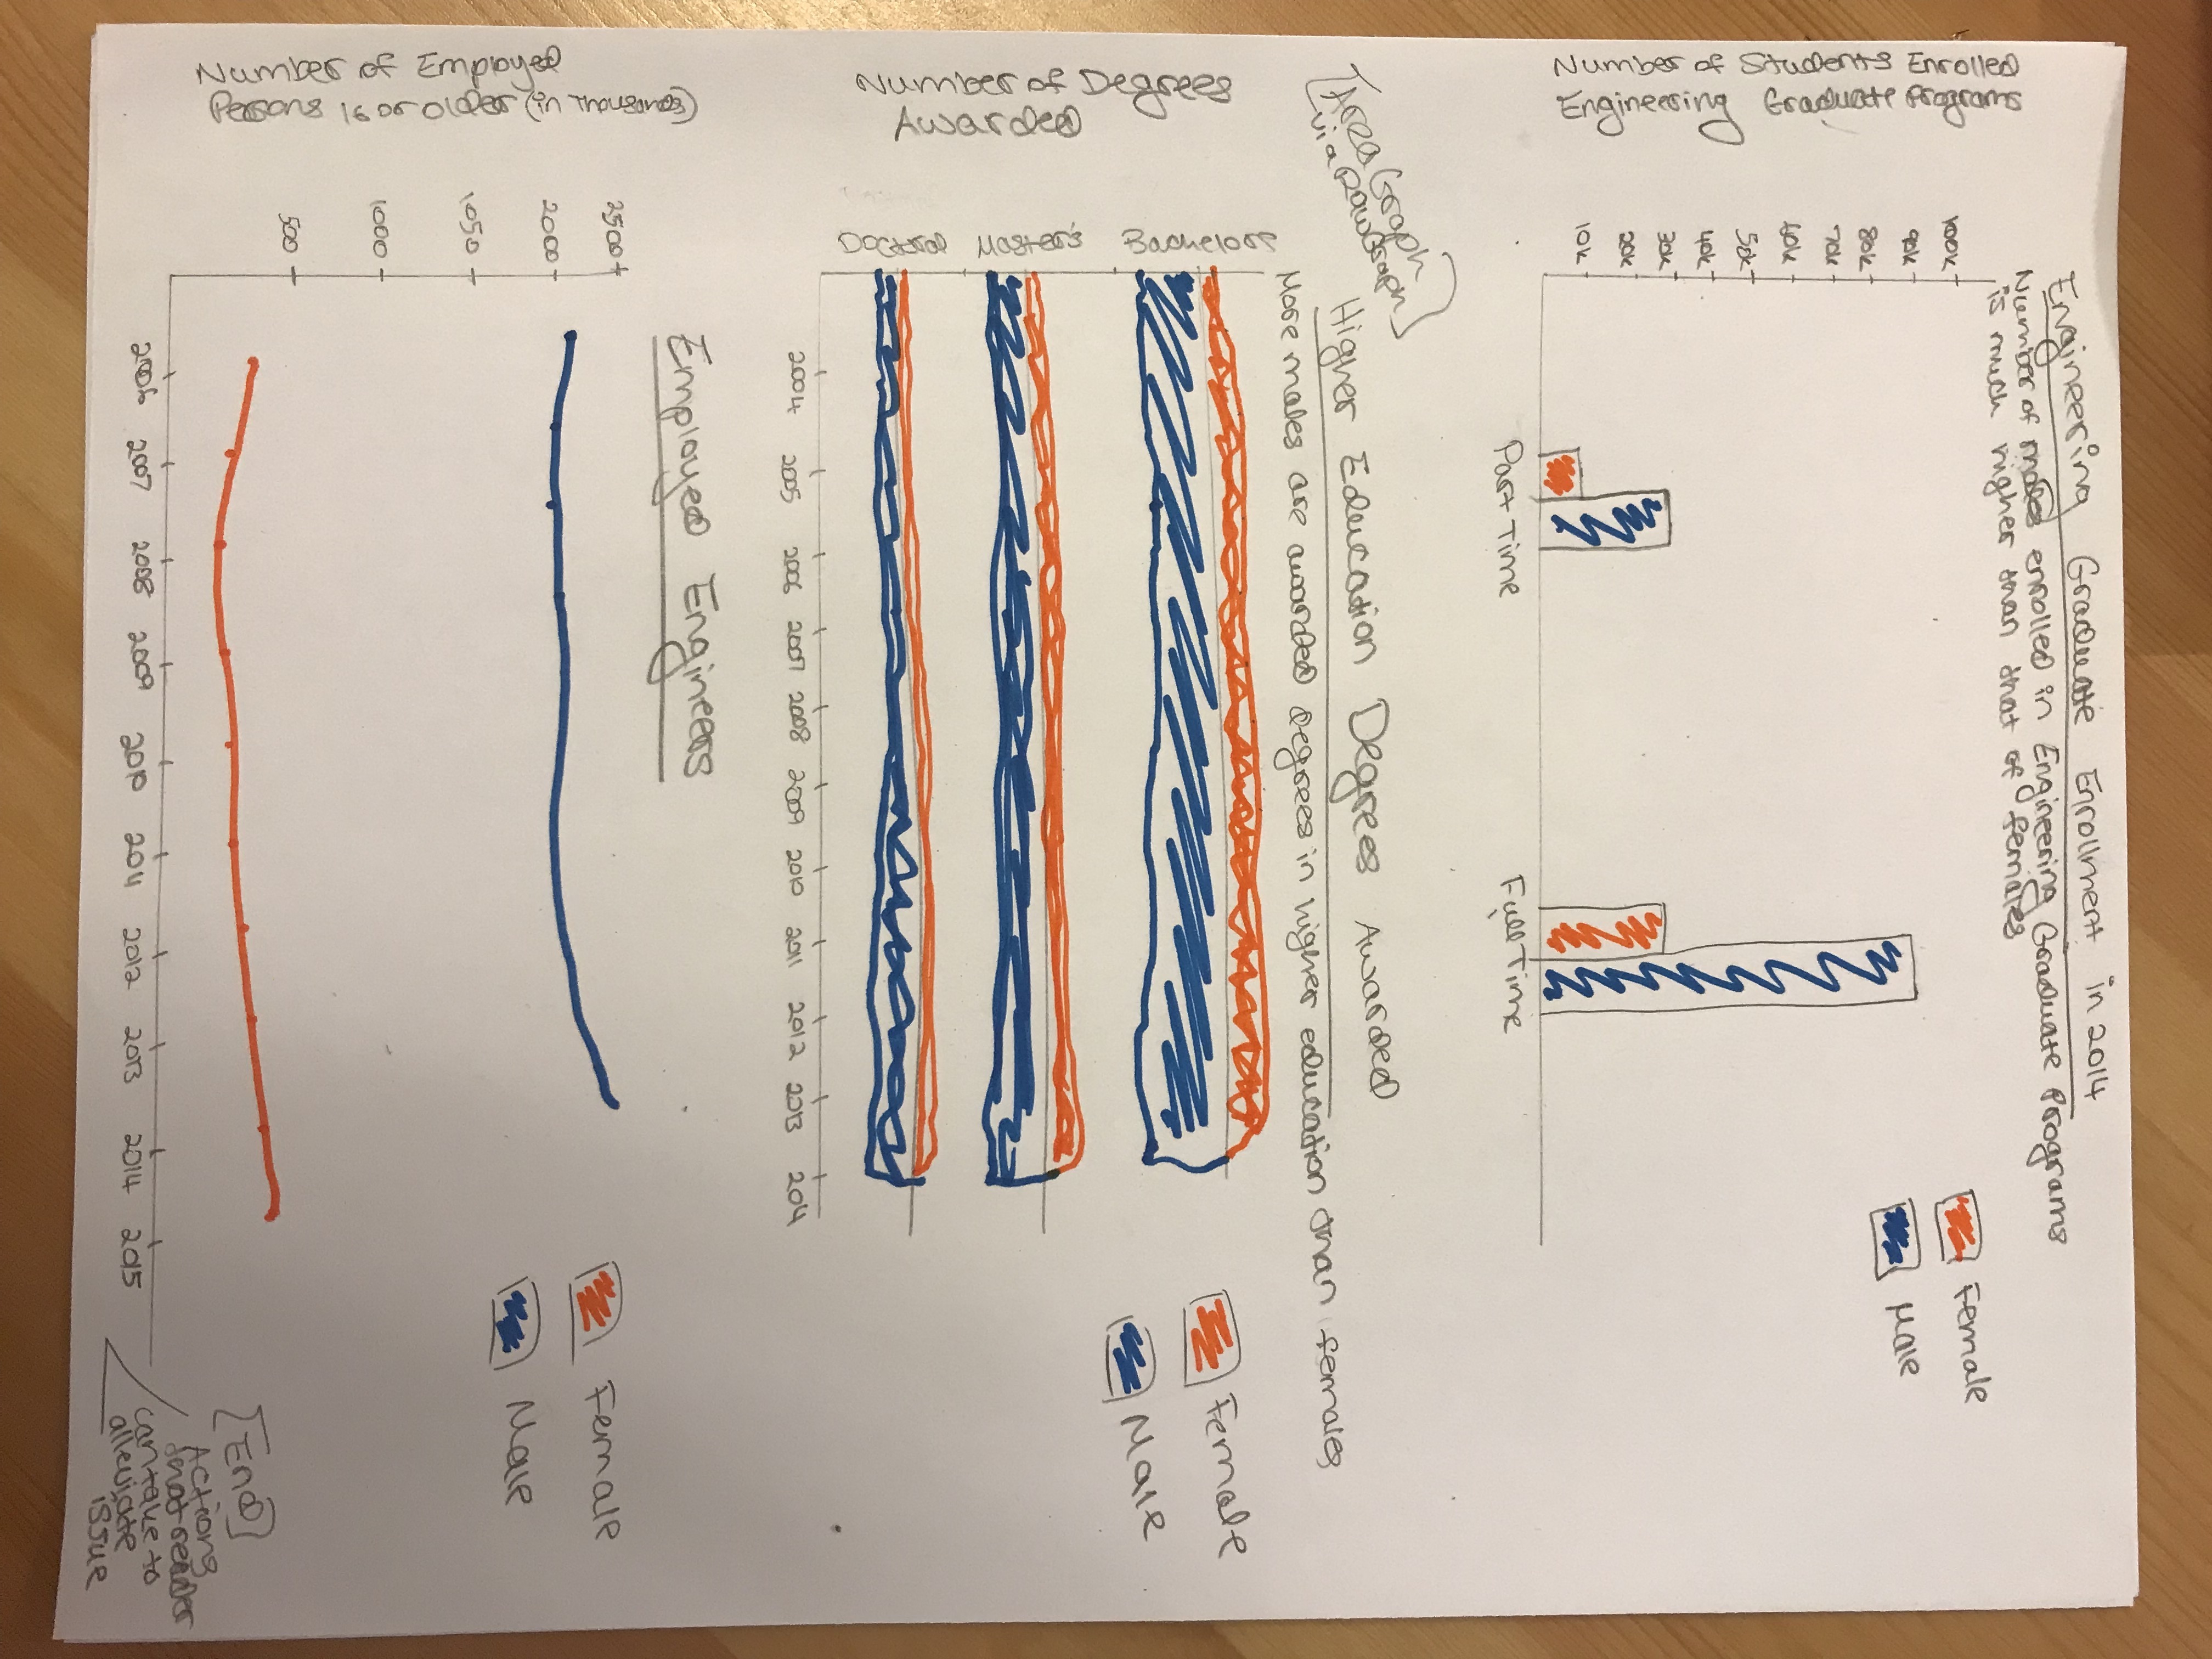 Engineering Graduate Enrollment in 2014
Number of males enrolled in Engineering Graduate Programs
is much higher than that of females
Number of Students Enrolled
Engineering Graduate Programs
100k
90k
80k
70k
40k
50k
40k
30k
20k
10k
Part Time
Full Time
Female
Male
[Area Graph
via RawGraph]
Higher Education Degrees Awarded
More males are awarded degrees in higher education than females
Number of Degrees
Awarded
Bachelors
Master's
Doctoral
2004
2005
2006
2007
2008
2009
2010
2011
2012
2013
2014
Female
Male
Employed Engineers
Number of Employed
Persons 16 or older (in thousands)
2500
2000
1050
1000
500
2006
2007
2008
2009
2010
2011
2012
2013
2014
2015
Female
Male
[End]
Actions
that reader
can take to
alleviate
issue